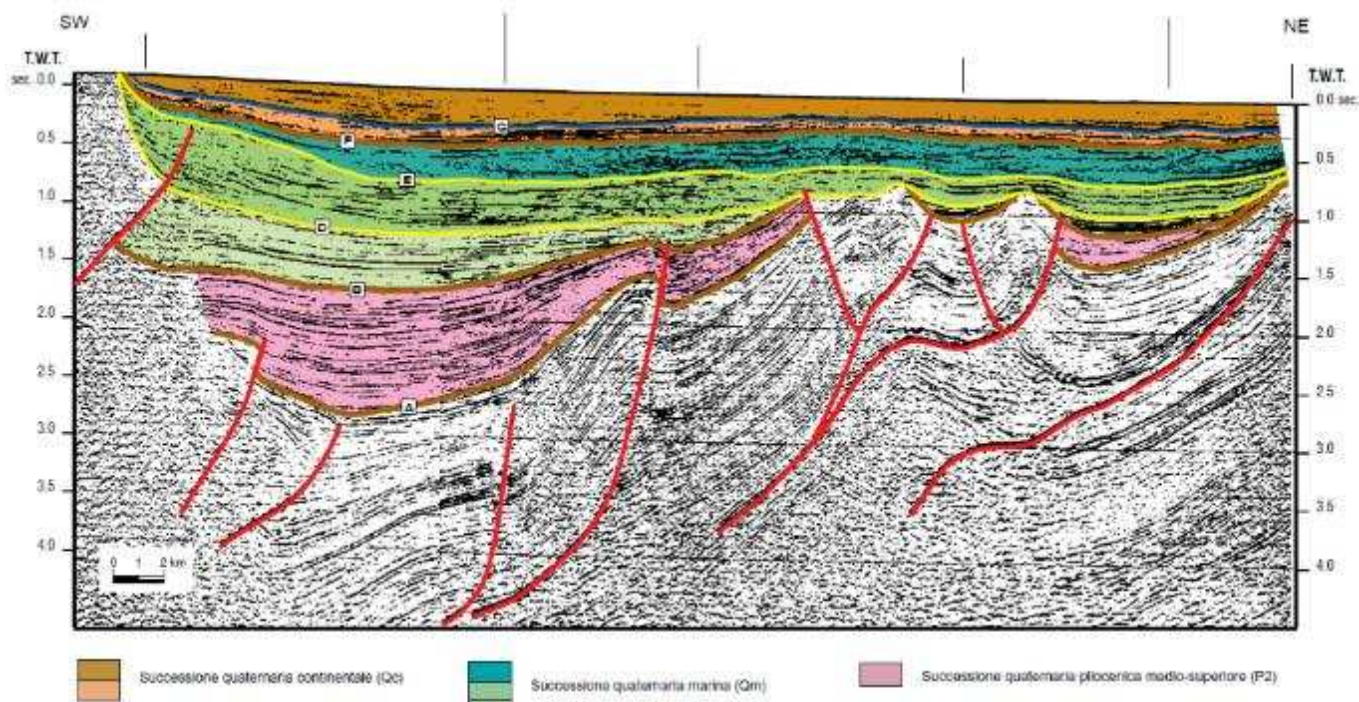 SW
NE
T.W.T.
sec. 0.0
0.5
1.0
1.5
2.0
2.5
3.0
3.5
4.0
T.W.T.
0.0 sec.
0.5
1.0
1.5
2.0
2.5
3.0
3.5
4.0
G
F
E
A
0 1 2 km
Successione quaternaria continentale (Qc)
Successione quaternaria marina (Qm)
Successione quaternaria pliocenica medio-superiore (P2)